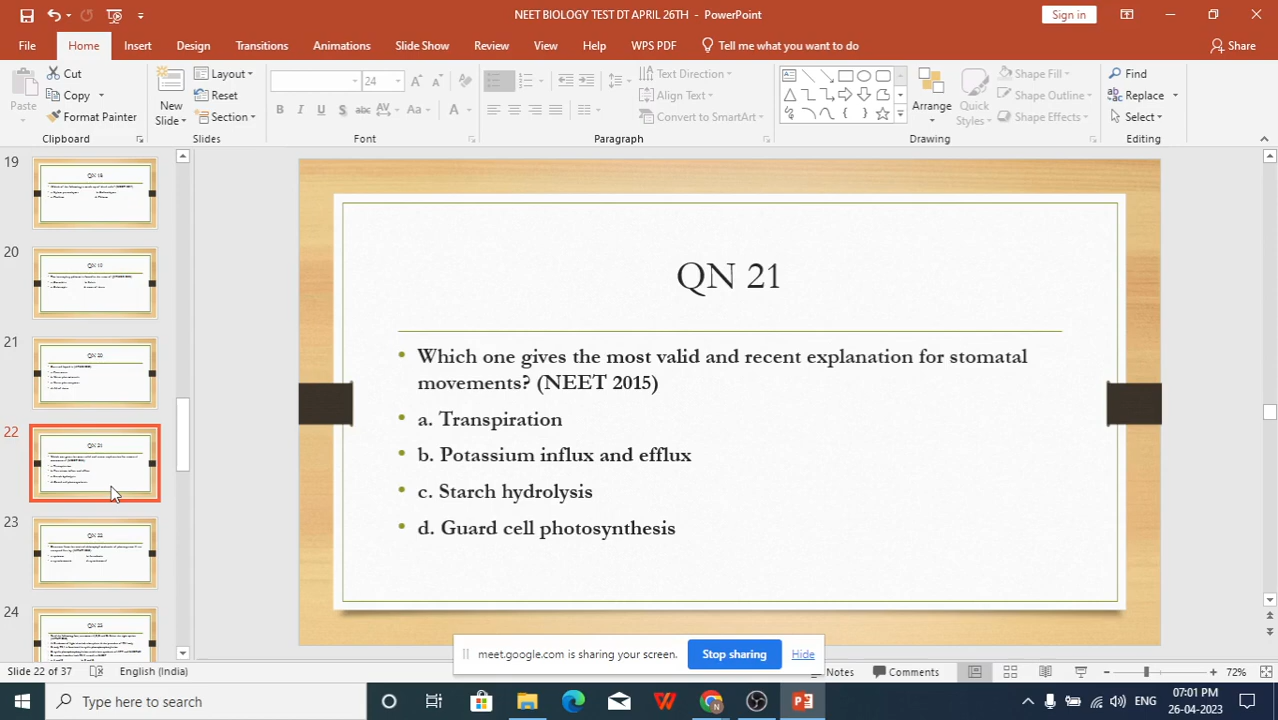 NEET BIOLOGY TEST DT APRIL 26TH - PowerPoint
Sign in
File Home Insert Design Transitions Animations Slide Show Review View Help WPS PDF Tell me what you want to do Share
Paste
Cut
Copy
Format Painter
Clipboard
New Slide
Layout
Reset
Section
Slides
24
Font
Text Direction
Align Text
Convert to SmartArt
Paragraph
Arrange
Quick Styles
Shape Fill
Shape Outline
Shape Effects
Drawing
Find
Replace
Select
Editing
19
20
21
QN 20
22
QN 21
23
QN 22
24
QN 21
Which one gives the most valid and recent explanation for stomatal
movements? (NEET 2015)
a. Transpiration
b. Potassium influx and efflux
c. Starch hydrolysis
d. Guard cell photosynthesis
meet.google.com is sharing your screen. Stop sharing Hide
Slide 22 of 37 English (India) Notes Comments 72%
Type here to search
ENG
07:01 PM
26-04-2023